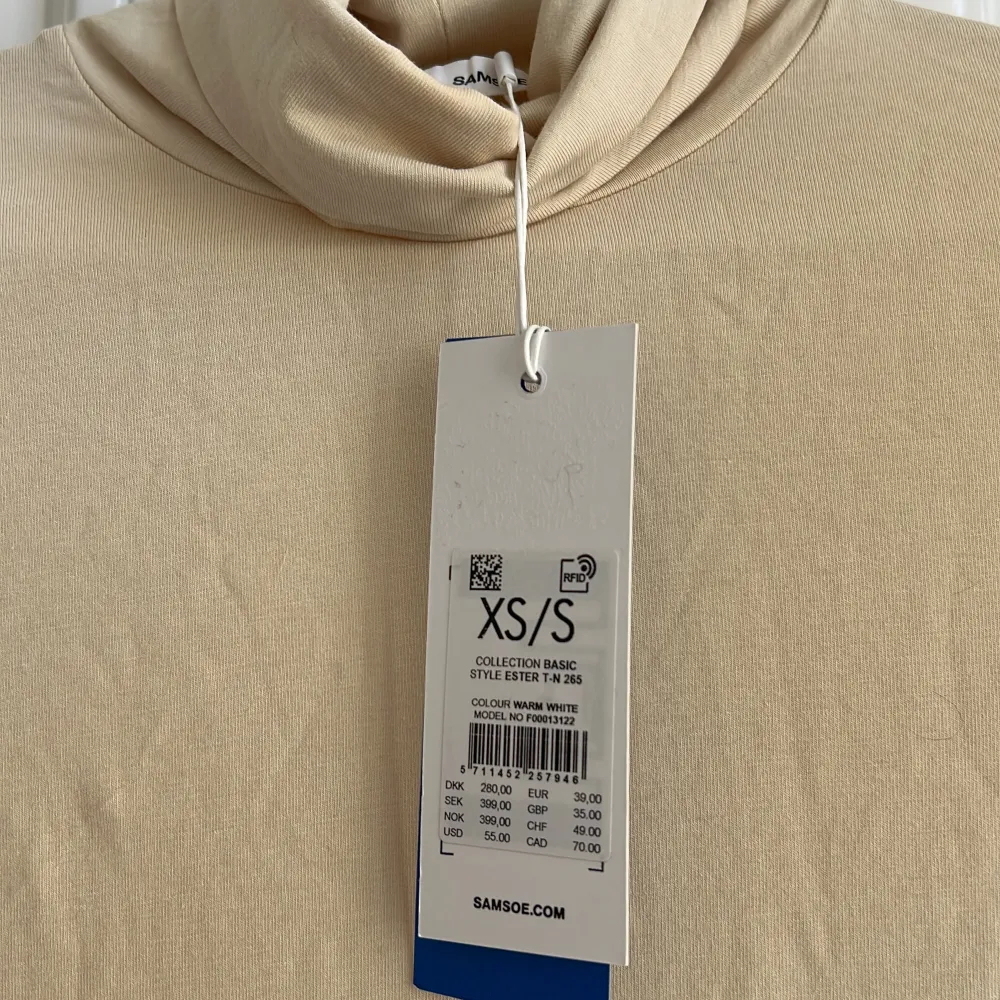 SAMSOE
RFID
XS/S
COLLECTION BASIC
STYLE ESTER T-N 265
COLOUR WARM WHITE
MODEL NO F00013122
5 711452 257946
DKK 280,00 EUR 39,00
SEK 399,00 GBP 35.00
NOK 399,00 CHF 49.00
USD 55.00 CAD 70.00
SAMSOE.COM